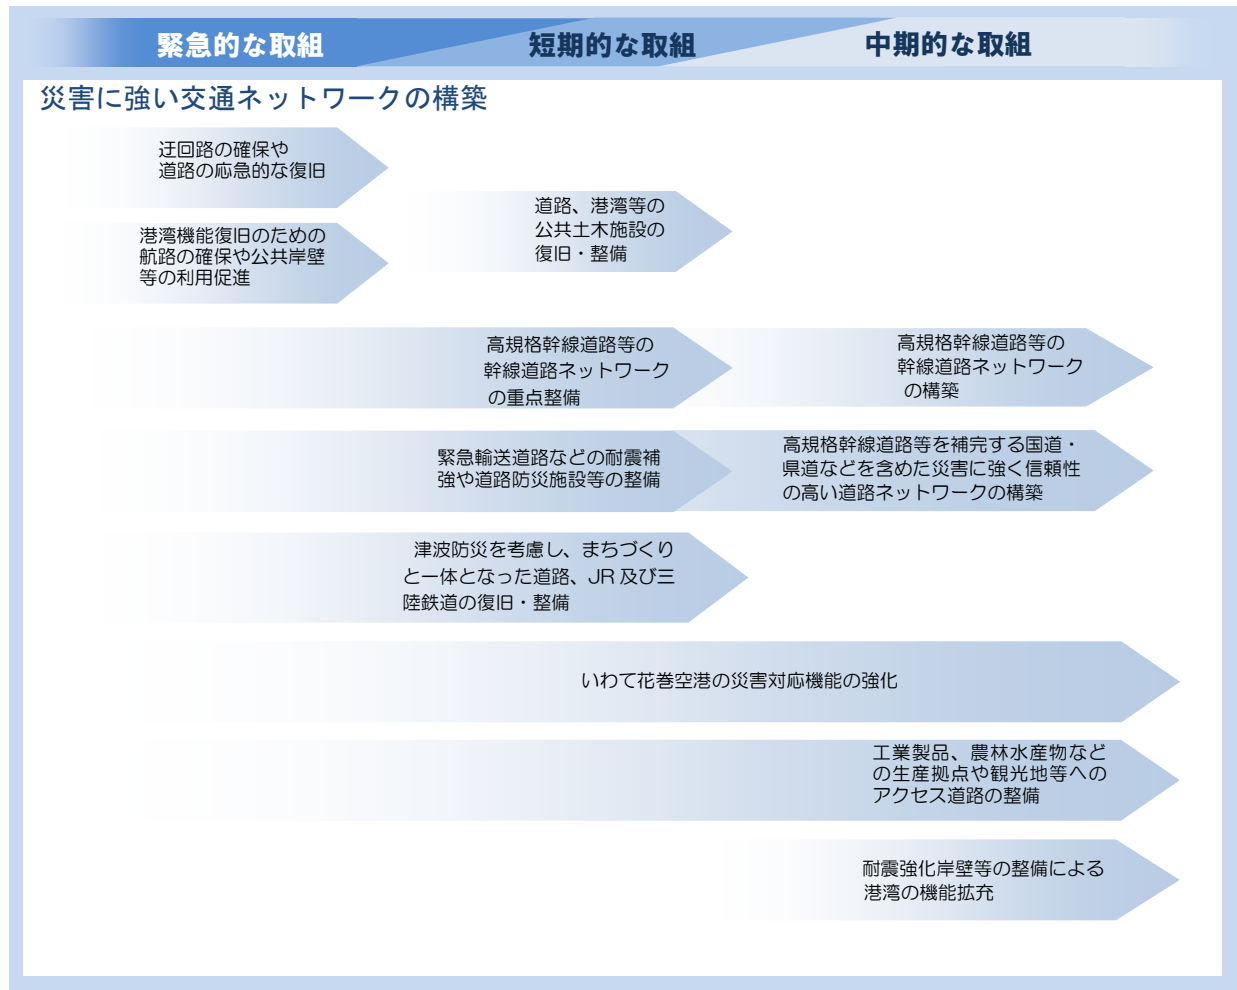 緊急的な取組
短期的な取組
中期的な取組
災害に強い交通ネットワークの構築
迂回路の確保や
道路の応急的な復旧
港湾機能復旧のための
航路の確保や公共岸壁
等の利用促進
道路、港湾等の
公共土木施設の
復旧・整備
高規格幹線道路等の
幹線道路ネットワーク
の重点整備
高規格幹線道路等の
幹線道路ネットワーク
の構築
緊急輸送道路などの耐震補
強や道路防災施設等の整備
高規格幹線道路等を補完する国道・
県道などを含めた災害に強く信頼性
の高い道路ネットワークの構築
津波防災を考慮し、まちづくり
と一体となった道路、JR 及び三
陸鉄道の復旧・整備
いわて花巻空港の災害対応機能の強化
工業製品、農林水産物など
の生産拠点や観光地等への
アクセス道路の整備
耐震強化岸壁等の整備による
港湾の機能拡充